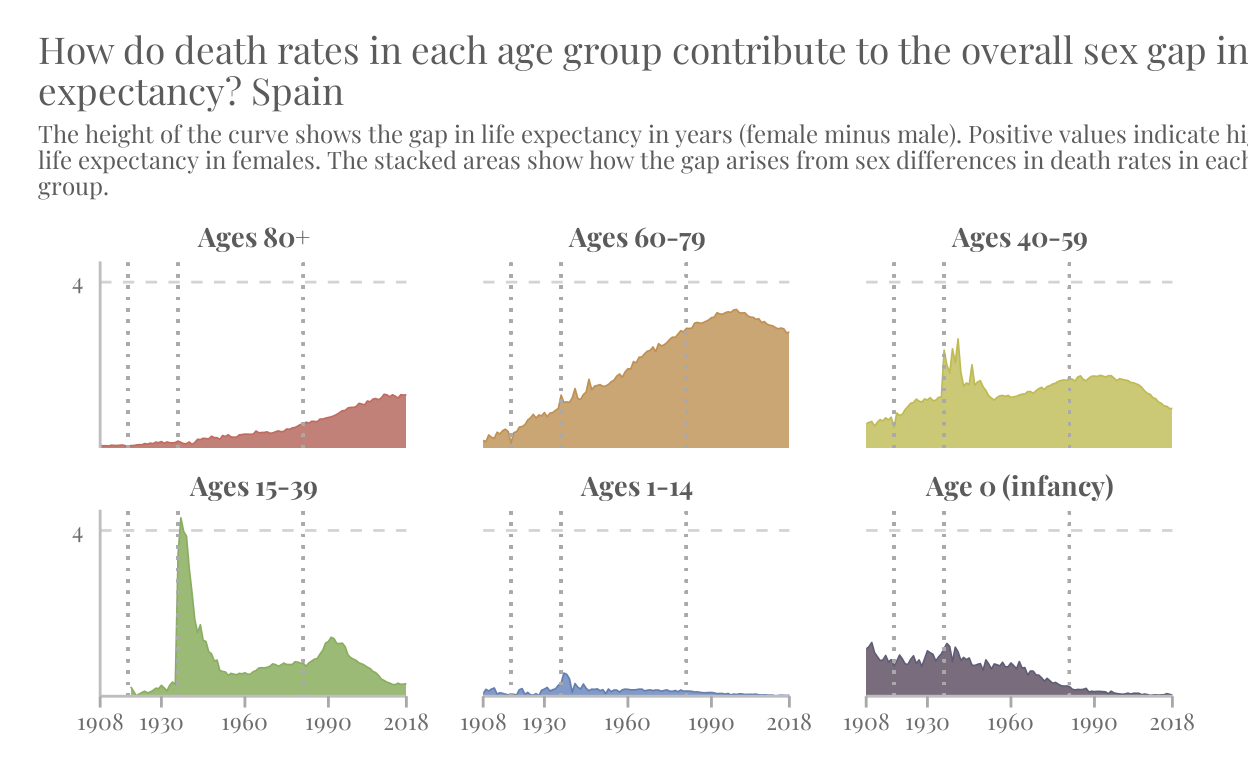 How do death rates in each age group contribute to the overall sex gap in
expectancy? Spain
The height of the curve shows the gap in life expectancy in years (female minus male). Positive values indicate hi
life expectancy in females. The stacked areas show how the gap arises from sex differences in death rates in each
group.
Ages 80+ Ages 60-79 Ages 40-59
4
Ages 15-39 Ages 1-14 Age 0 (infancy)
4
1908 1930 1960 1990 2018 1908 1930 1960 1990 2018 1908 1930 1960 1990 2018